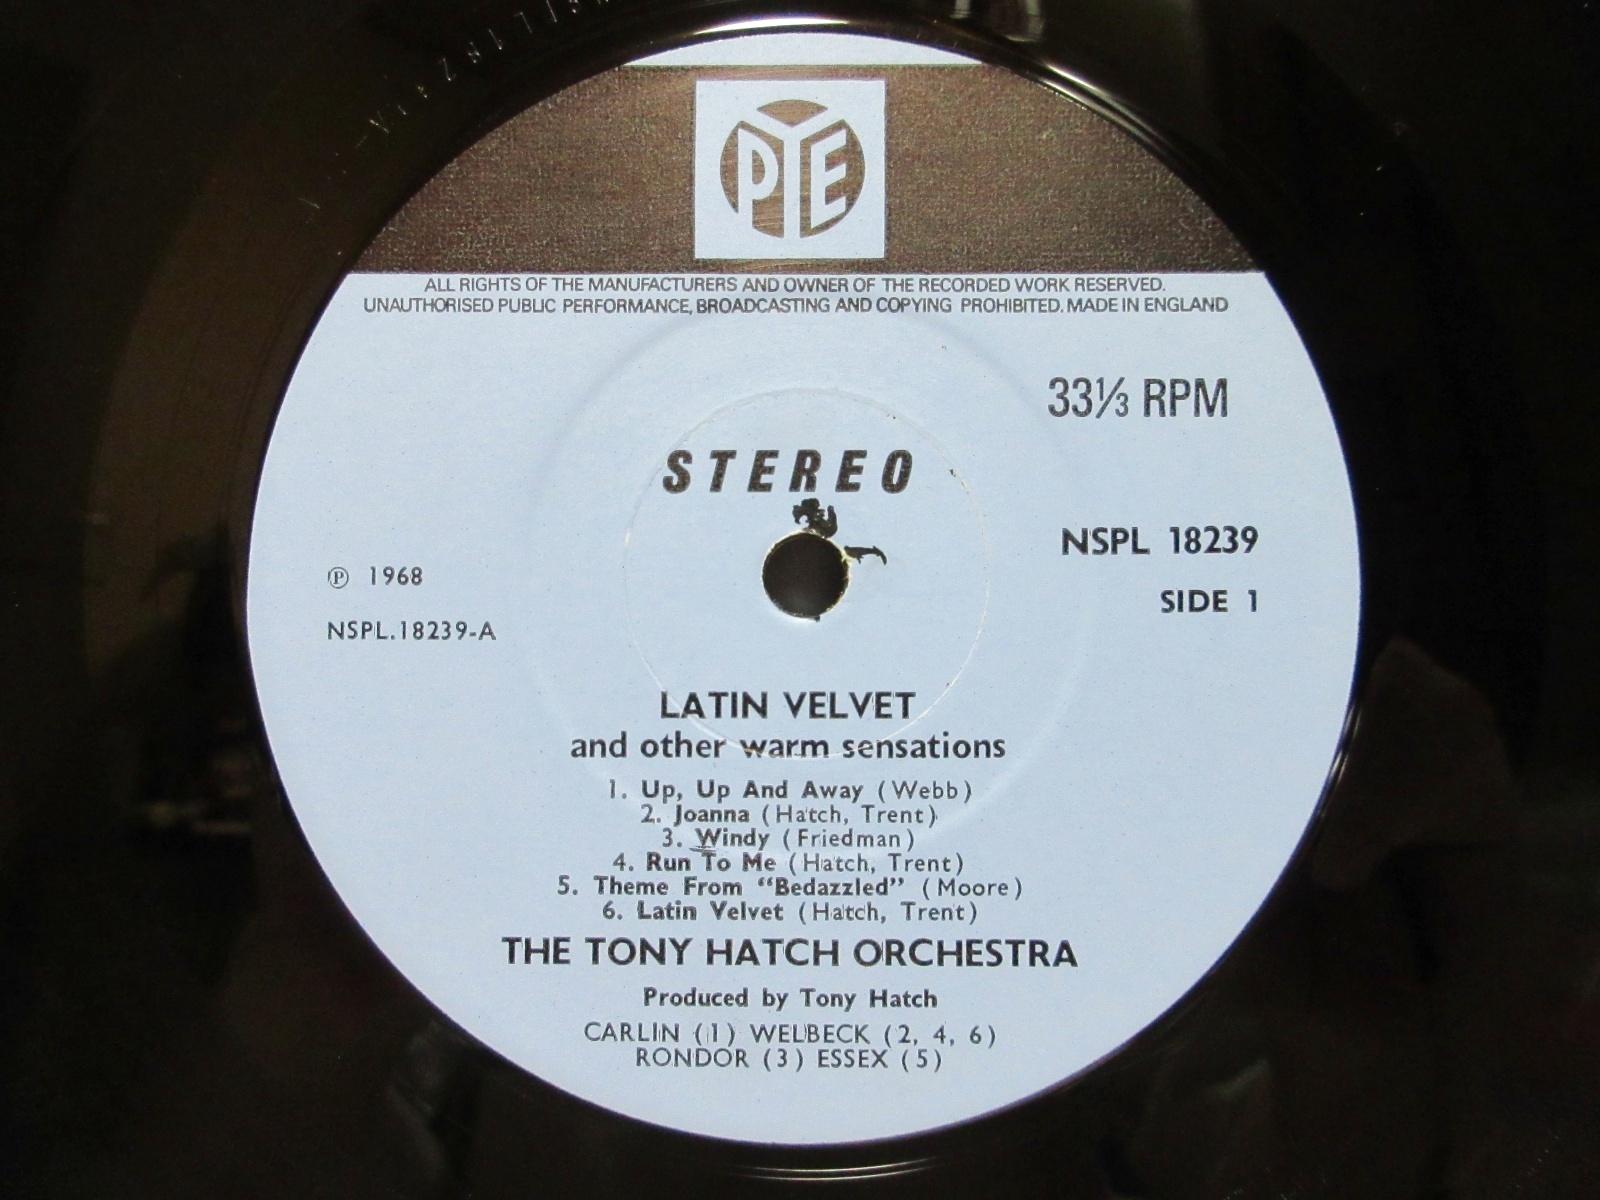 PYE
ALL RIGHTS OF THE MANUFACTURERS AND OWNER OF THE RECORDED WORK RESERVED.
UNAUTHORISED PUBLIC PERFORMANCE, BROADCASTING AND COPYING PROHIBITED. MADE IN ENGLAND
33⅓ RPM
STEREO
NSPL 18239
SIDE 1
℗ 1968
NSPL.18239-A
LATIN VELVET
and other warm sensations
1. Up, Up And Away (Webb)
2. Joanna (Hatch, Trent)
3. Windy (Friedman)
4. Run To Me (Hatch, Trent)
5. Theme From “Bedazzled” (Moore)
6. Latin Velvet (Hatch, Trent)
THE TONY HATCH ORCHESTRA
Produced by Tony Hatch
CARLIN (1) WELBECK (2, 4, 6)
RONDOR (3) ESSEX (5)